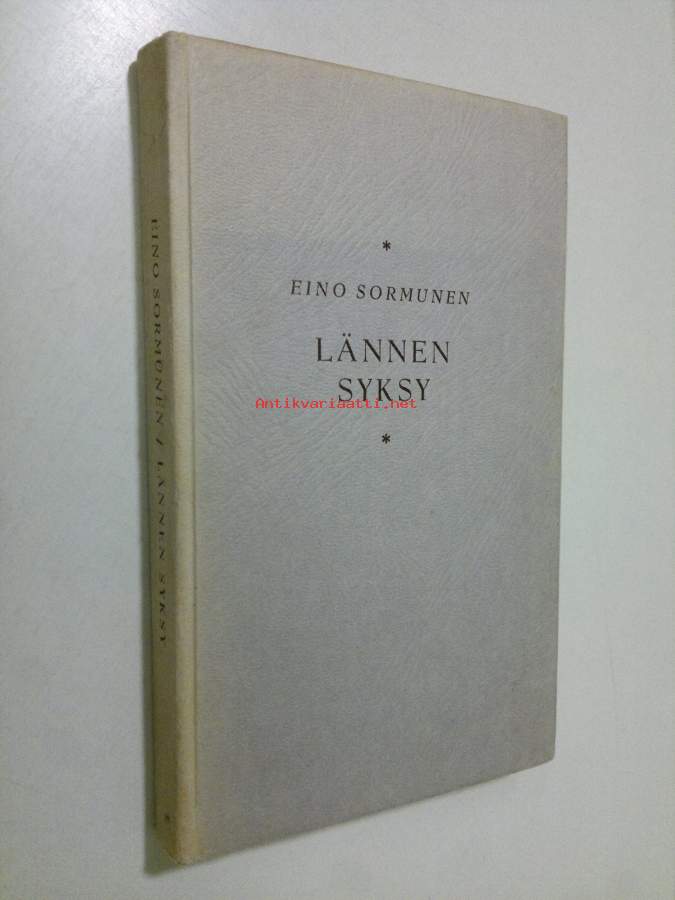 EINO SORMUNEN / LÄNNEN SYKSY
*
EINO SORMUNEN
LÄNNEN
SYKSY
Antikvariaatti.net
*